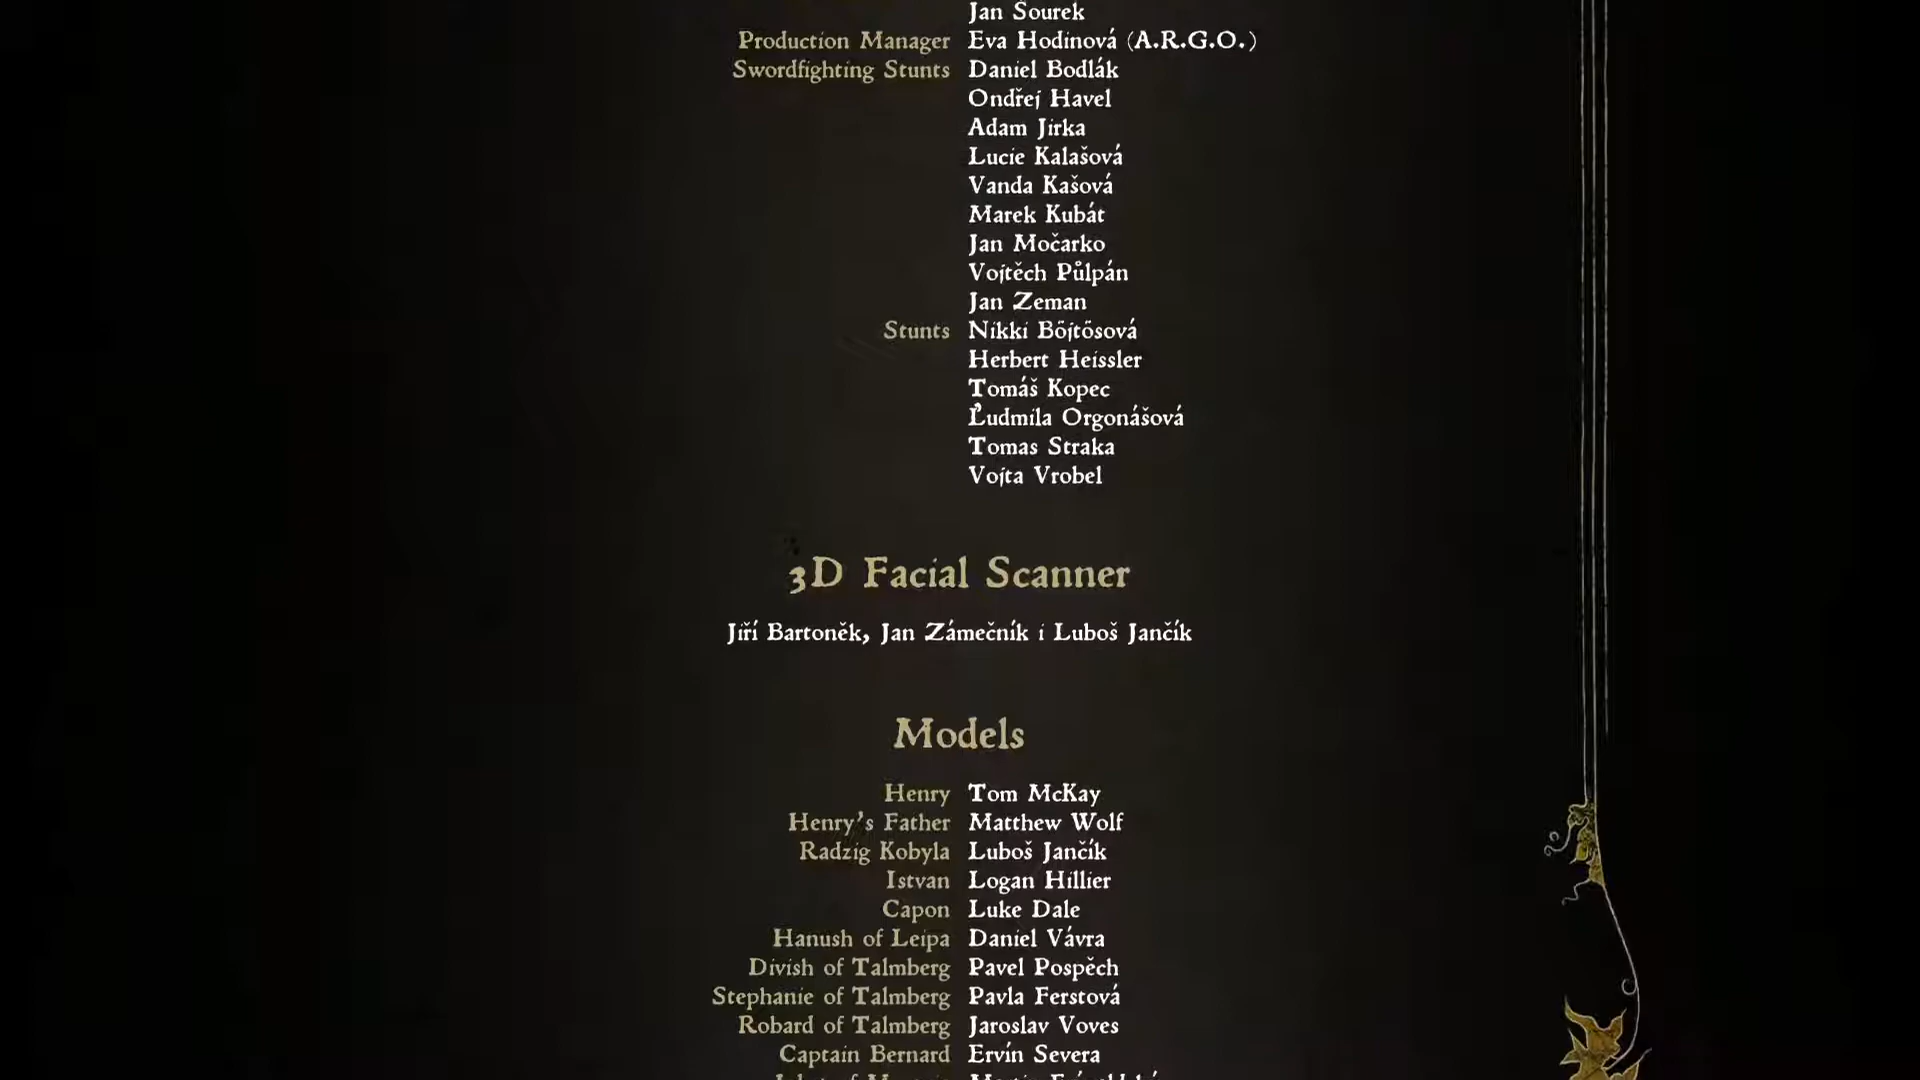 Jan Šourek
Production Manager Eva Hodinová (A.R.G.O.)
Swordfighting Stunts Daniel Bodlák
Ondřej Havel
Adam Jirka
Lucie Kalašová
Vanda Kašová
Marek Kubát
Jan Močarko
Vojtěch Půlpán
Jan Zeman
Stunts Nikki Böjtösová
Herbert Heissler
Tomáš Kopec
Ľudmila Orgonášová
Tomas Straka
Vojta Vrobel
3D Facial Scanner
Jiří Bartoněk, Jan Zámečník i Luboš Jančík
Models
Henry Tom McKay
Henry's Father Matthew Wolf
Radzig Kobyla Luboš Jančík
Istvan Logan Hillier
Capon Luke Dale
Hanush of Leipa Daniel Vávra
Divish of Talmberg Pavel Pospěch
Stephanie of Talmberg Pavla Ferstová
Robard of Talmberg Jaroslav Voves
Captain Bernard Ervín Severa